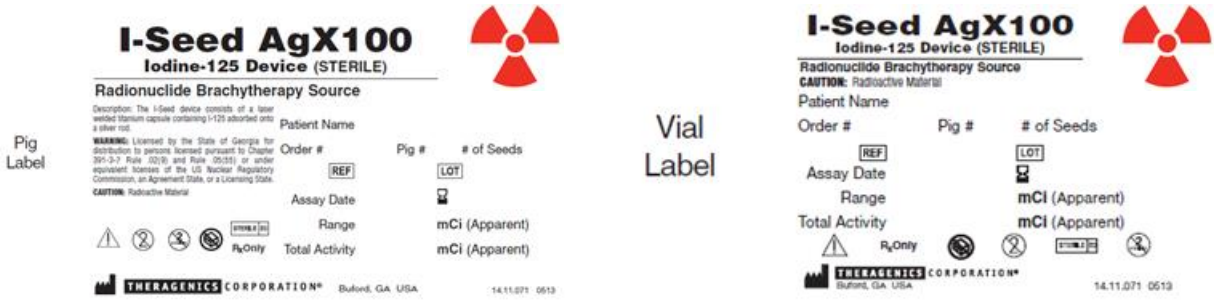 Pig
Label
I-Seed AgX100
Iodine-125 Device (STERILE)
Radionuclide Brachytherapy Source
Description: The I-Seed device consists of a laser
welded titanium capsule containing I-125 adsorbed onto
a silver rod.
WARNING: Licensed by the State of Georgia for
distribution to persons licensed pursuant to Chapter
391-3-7 Rule .02(9) and Rule .05(55) or under
equivalent licenses of the US Nuclear Regulatory
Commission, an Agreement State, or a Licensing State.
CAUTION: Radioactive Material
Patient Name
Order # Pig # # of Seeds
REF LOT
Assay Date
Range mCi (Apparent)
Total Activity mCi (Apparent)
STERILE
Rx Only
THERAGENICS CORPORATION® Buford, GA USA 14.11.071 0513
Vial
Label
I-Seed AgX100
Iodine-125 Device (STERILE)
Radionuclide Brachytherapy Source
CAUTION: Radioactive Material
Patient Name
Order # Pig # # of Seeds
REF LOT
Assay Date
Range mCi (Apparent)
Total Activity mCi (Apparent)
Rx Only 2 STERILE
THERAGENICS CORPORATION®
Buford, GA USA 14.11.071 0513